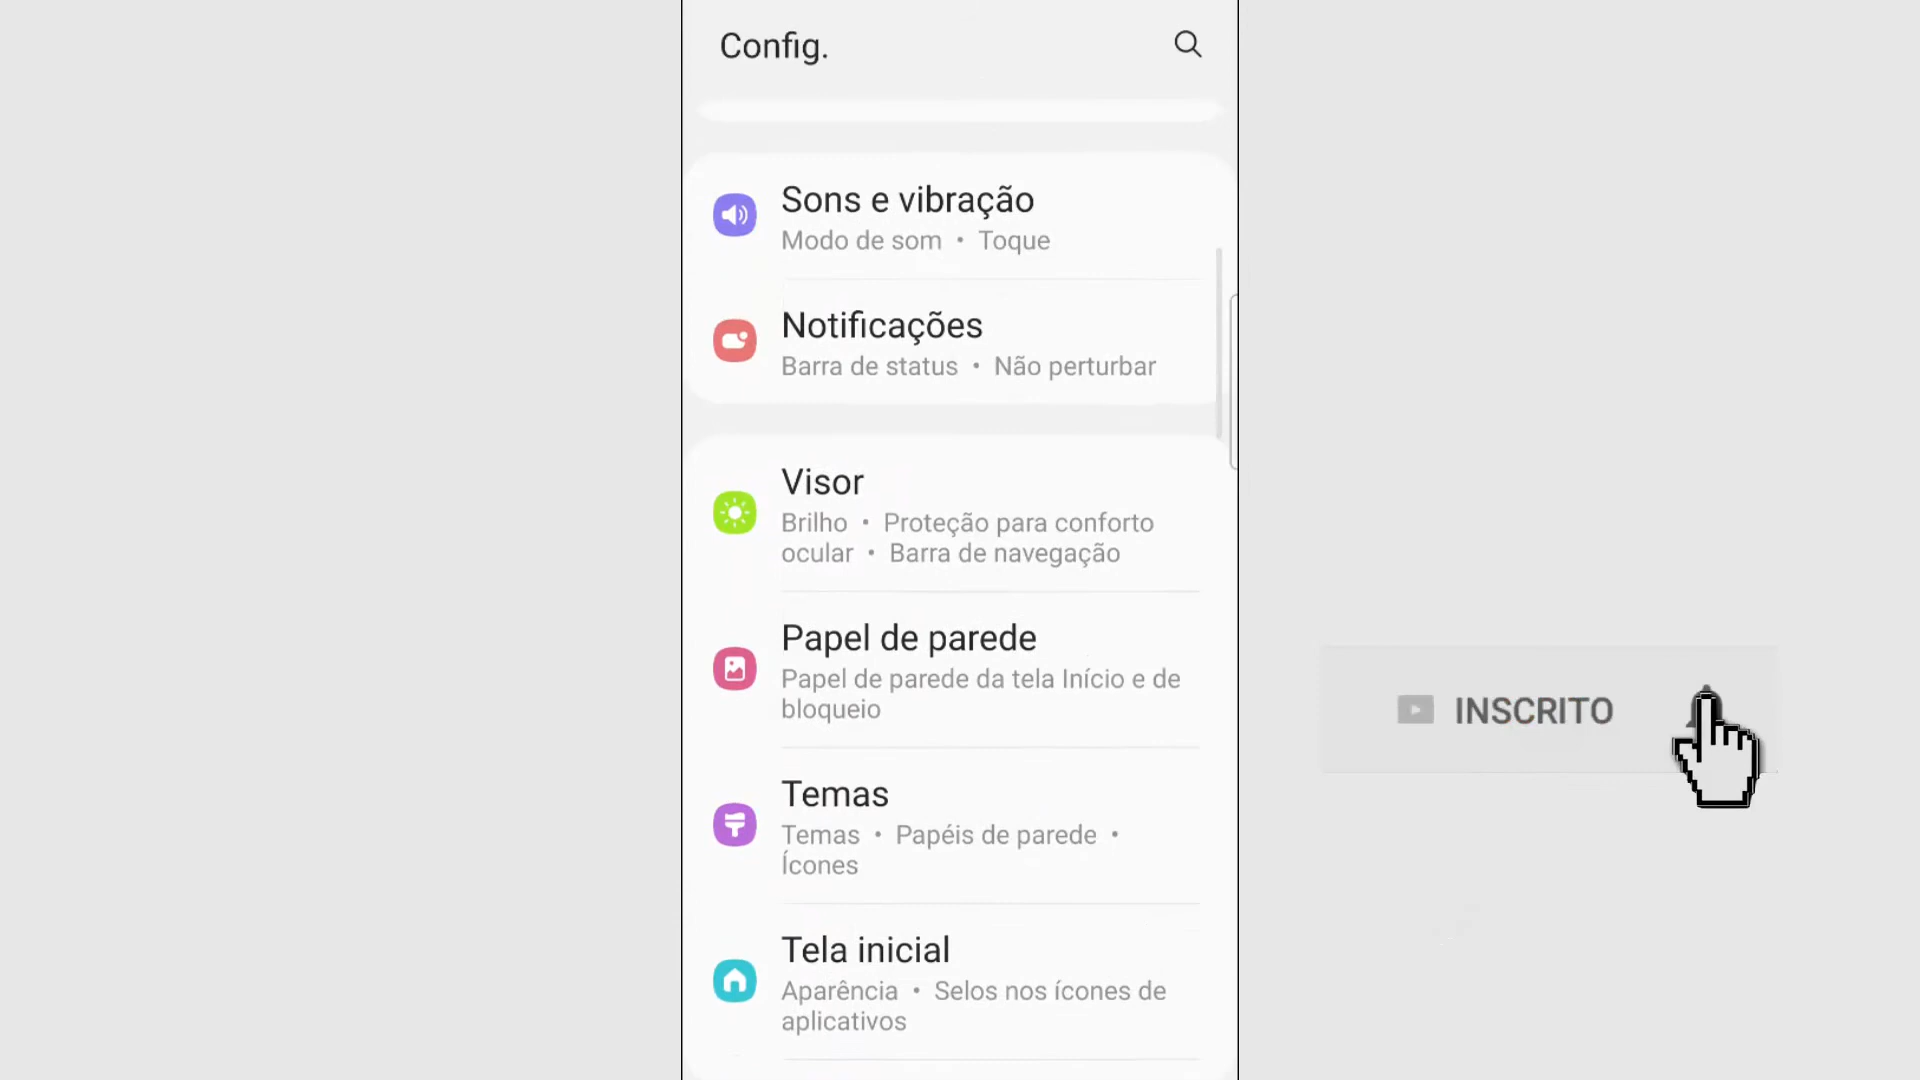 Config.
Sons e vibração
Modo de som • Toque
Notificações
Barra de status • Não perturbar
Visor
Brilho • Proteção para conforto
ocular • Barra de navegação
Papel de parede
Papel de parede da tela Início e de
bloqueio
Temas
Temas • Papéis de parede •
Ícones
Tela inicial
Aparência • Selos nos ícones de
aplicativos
INSCRITO